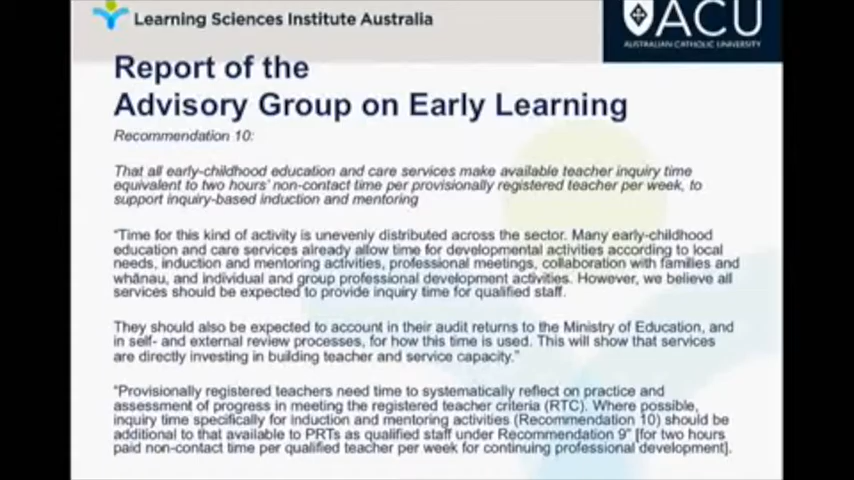 Learning Sciences Institute Australia
ACU
AUSTRALIAN CATHOLIC UNIVERSITY
Report of the
Advisory Group on Early Learning
Recommendation 10:
That all early-childhood education and care services make available teacher inquiry time
equivalent to two hours' non-contact time per provisionally registered teacher per week, to
support inquiry-based induction and mentoring
"Time for this kind of activity is unevenly distributed across the sector. Many early-childhood
education and care services already allow time for developmental activities according to local
needs, induction and mentoring activities, professional meetings, collaboration with families and
whānau, and individual and group professional development activities. However, we believe all
services should be expected to provide inquiry time for qualified staff.
They should also be expected to account in their audit returns to the Ministry of Education, and
in self- and external review processes, for how this time is used. This will show that services
are directly investing in building teacher and service capacity."
"Provisionally registered teachers need time to systematically reflect on practice and
assessment of progress in meeting the registered teacher criteria (RTC). Where possible,
inquiry time specifically for induction and mentoring activities (Recommendation 10) should be
additional to that available to PRTs as qualified staff under Recommendation 9" [for two hours
paid non-contact time per qualified teacher per week for continuing professional development].